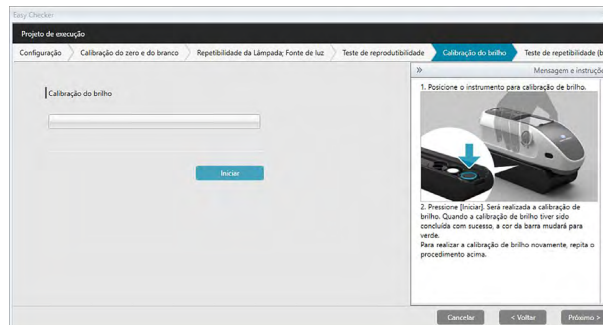 Easy Checker
Projeto de execução
Configuração
Calibração do zero e do branco
Repetibilidade da Lâmpada; Fonte de luz
Teste de reprodutibilidade
Calibração do brilho
Teste de repetibilidade (b
» Mensagem e instruçõe
Calibração do brilho
Iniciar
1. Posicione o instrumento para calibração de brilho.
2. Pressione [Iniciar]. Será realizada a calibração de
brilho. Quando a calibração de brilho tiver sido
concluída com sucesso, a cor da barra mudará para
verde.
Para realizar a calibração de brilho novamente, repita o
procedimento acima.
Cancelar
< Voltar
Próximo >